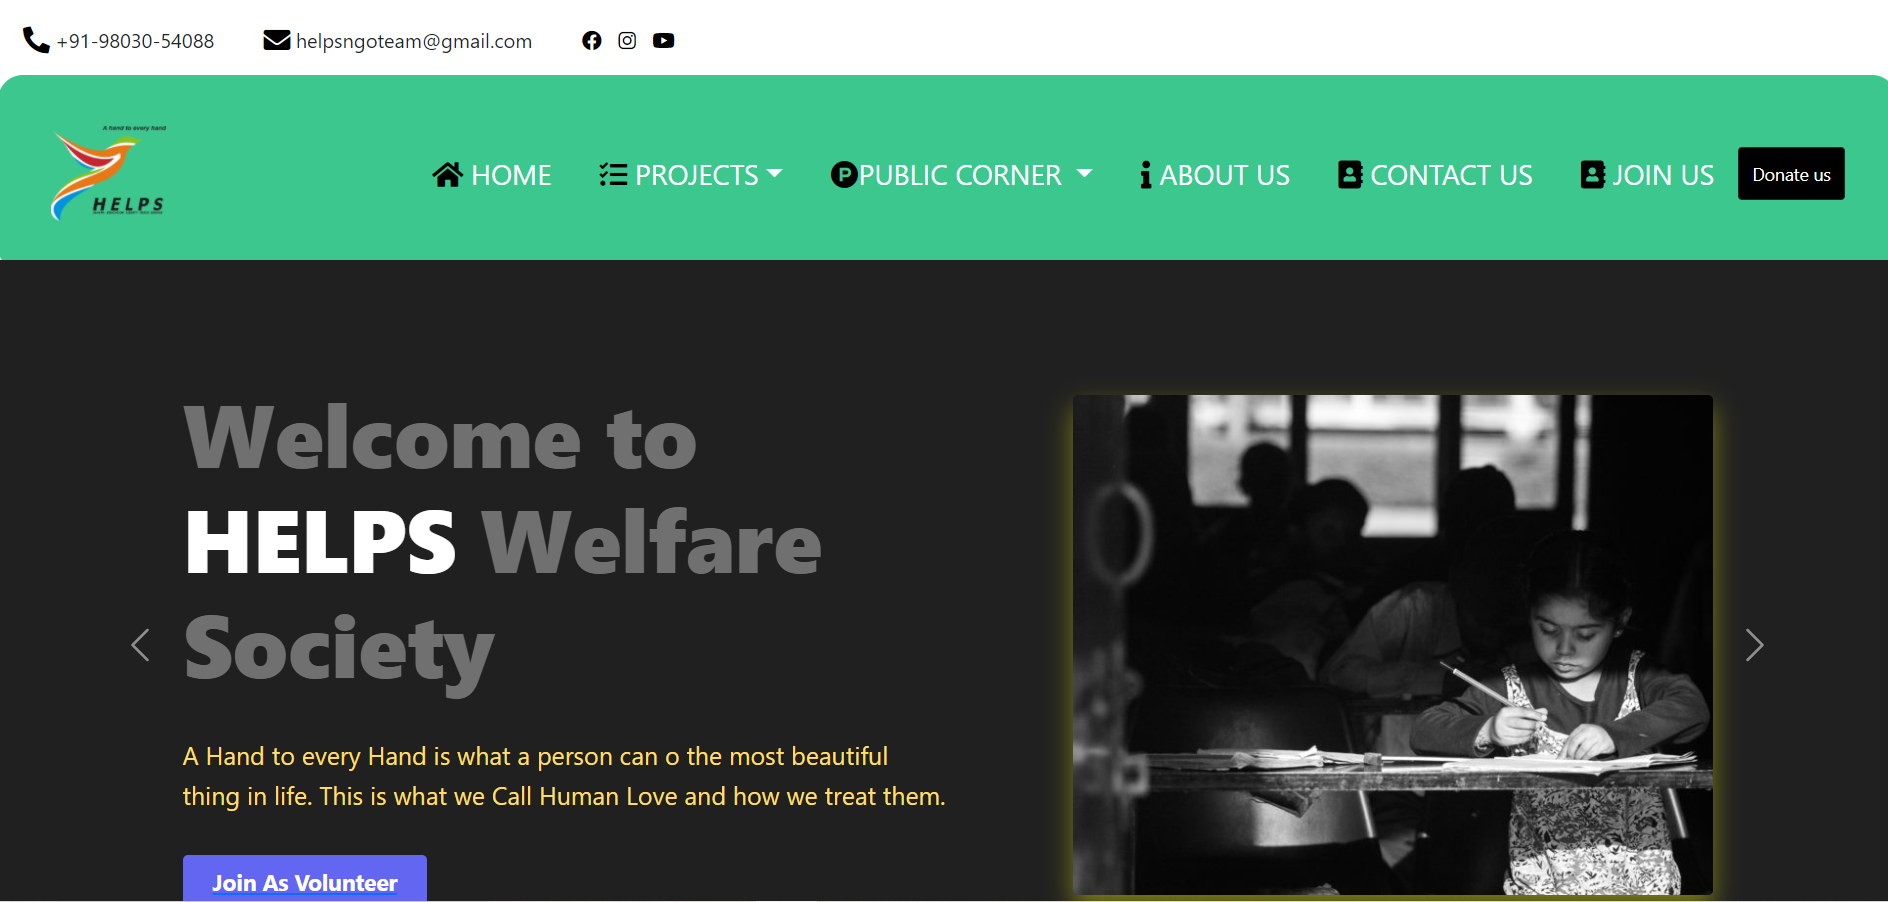 +91-98030-54088 helpsngoteam@gmail.com
A hand to every hand
HELPS
HOME PROJECTS PUBLIC CORNER ABOUT US CONTACT US JOIN US Donate us
Welcome to
HELPS Welfare
Society
A Hand to every Hand is what a person can o the most beautiful
thing in life. This is what we Call Human Love and how we treat them.
Join As Volunteer